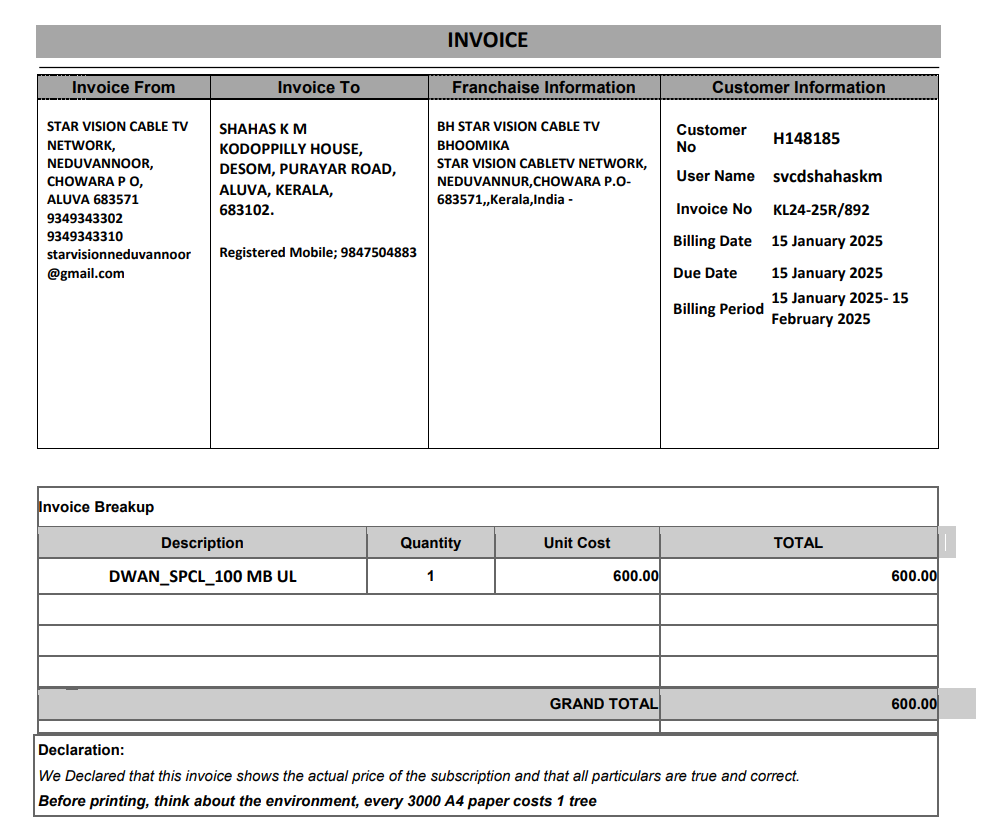 INVOICE
Invoice From
STAR VISION CABLE TV
NETWORK,
NEDUVANNOOR,
CHOWARA P O,
ALUVA 683571
9349343302
9349343310
starvisionneduvannoor
@gmail.com
Invoice To
SHAHAS K M
KODOPPILLY HOUSE,
DESOM, PURAYAR ROAD,
ALUVA, KERALA,
683102.
Registered Mobile; 9847504883
Franchaise Information
BH STAR VISION CABLE TV
BHOOMIKA
STAR VISION CABLETV NETWORK,
NEDUVANNUR,CHOWARA P.O-
683571,,Kerala,India -
Customer Information
Customer
No
H148185
User Name svcdshahaskm
Invoice No KL24-25R/892
Billing Date 15 January 2025
Due Date 15 January 2025
Billing Period 15 January 2025- 15
February 2025
Invoice Breakup
Description Quantity Unit Cost TOTAL
DWAN_SPCL_100 MB UL 1 600.00 600.00
GRAND TOTAL 600.00
Declaration:
We Declared that this invoice shows the actual price of the subscription and that all particulars are true and correct.
Before printing, think about the environment, every 3000 A4 paper costs 1 tree